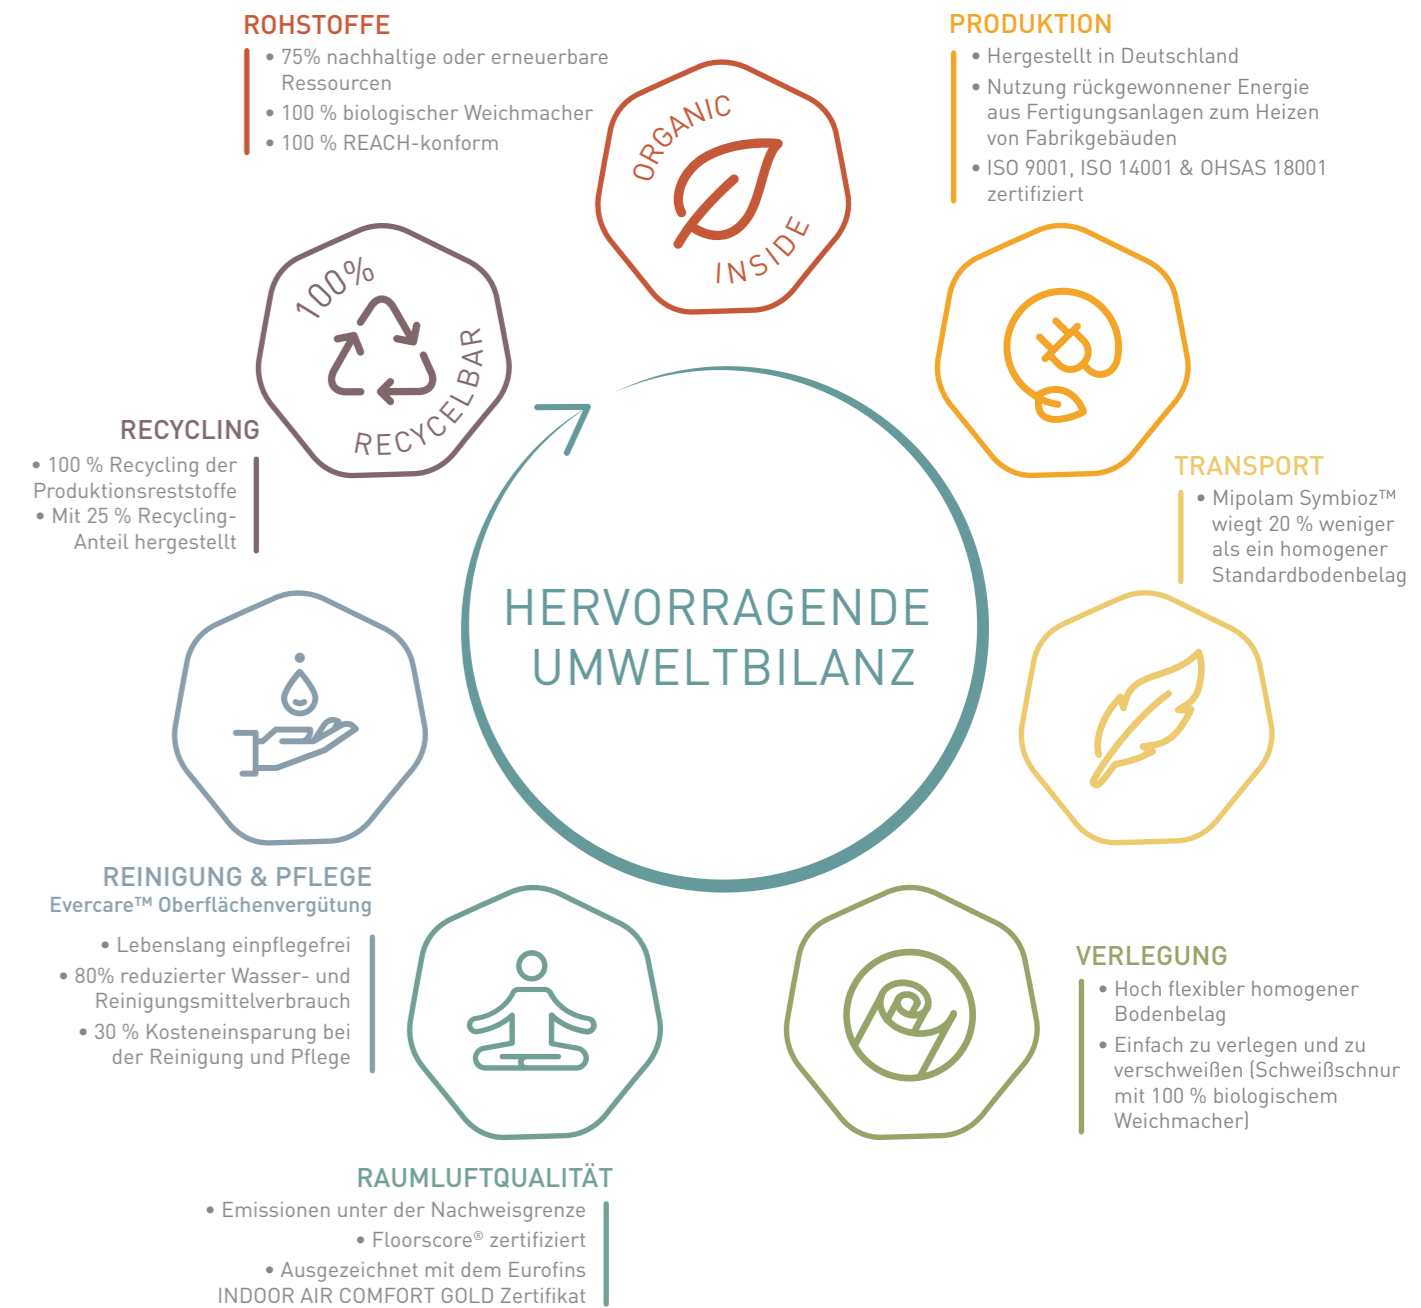 ROHSTOFFE
• 75% nachhaltige oder erneuerbare
Ressourcen
• 100 % biologischer Weichmacher
• 100 % REACH-konform
ORGANIC
INSIDE
PRODUKTION
• Hergestellt in Deutschland
• Nutzung rückgewonnener Energie
aus Fertigungsanlagen zum Heizen
von Fabrikgebäuden
• ISO 9001, ISO 14001 & OHSAS 18001
zertifiziert
100%
RECYCELBAR
RECYCLING
• 100 % Recycling der
Produktionsreststoffe
• Mit 25 % Recycling-
Anteil hergestellt
TRANSPORT
• Mipolam Symbioz™
wiegt 20 % weniger
als ein homogener
Standardbodenbelag
HERVORRAGENDE
UMWELTBILANZ
REINIGUNG & PFLEGE
Evercare™ Oberflächenvergütung
• Lebenslang einpflegefrei
• 80% reduzierter Wasser- und
Reinigungsmittelverbrauch
• 30 % Kosteneinsparung bei
der Reinigung und Pflege
VERLEGUNG
• Hoch flexibler homogener
Bodenbelag
• Einfach zu verlegen und zu
verschweißen (Schweißschnur
mit 100 % biologischem
Weichmacher)
RAUMLUFTQUALITÄT
• Emissionen unter der Nachweisgrenze
• Floorscore® zertifiziert
• Ausgezeichnet mit dem Eurofins
INDOOR AIR COMFORT GOLD Zertifikat